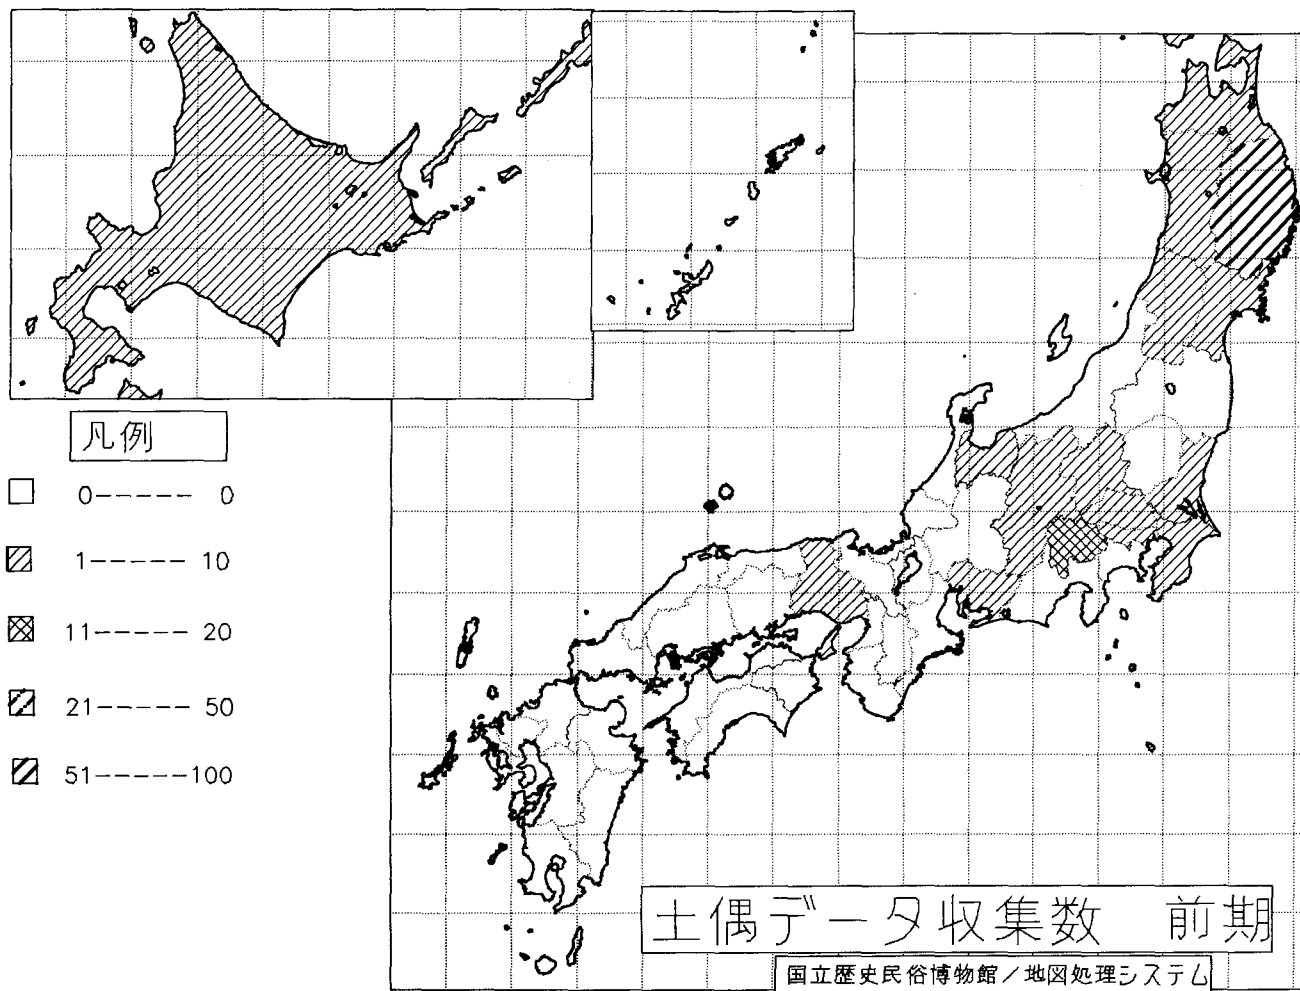 凡例
0----- 0
1----- 10
11----- 20
21----- 50
51-----100
土偶データ収集数 前期
国立歴史民俗博物館/地図処理システム